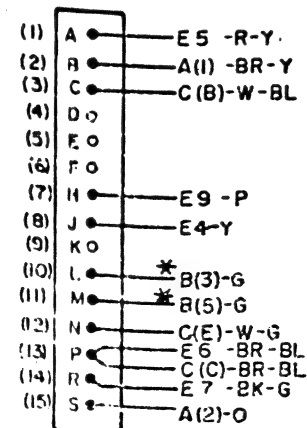 (1) A E5-R-Y
(2) B A(1)-BR-Y
(3) C C(B)-W-BL
(4) D
(5) E
(6) F
(7) H E9-P
(8) J E4-Y
(9) K
(10) L * B(3)-G
(11) M * B(5)-G
(12) N C(E)-W-G
(13) P E6-BR-BL
C(C)-BR-BL
(14) R E7-BK-G
(15) S A(2)-O